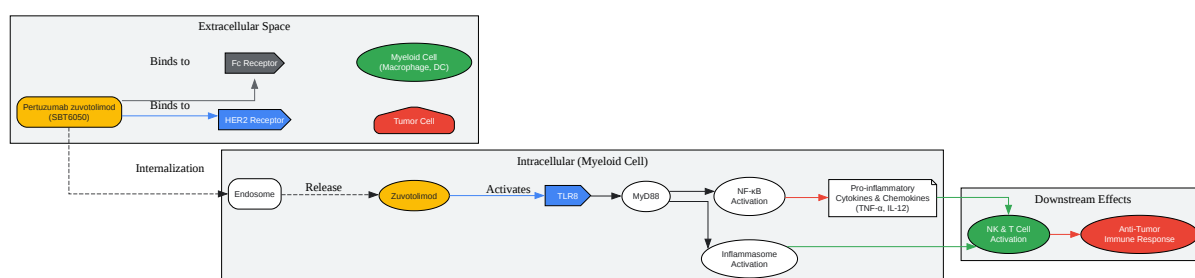 Extracellular Space
Binds to
Fc Receptor
Myeloid Cell
(Macrophage, DC)
Pertuzumab zuvotolimod
(SBT6050)
Binds to
HER2 Receptor
Tumor Cell
Internalization
Intracellular (Myeloid Cell)
Endosome
Release
Zuvotolimod
Activates
TLR8
MyD88
NF-κB
Activation
Pro-inflammatory
Cytokines & Chemokines
(TNF-α, IL-12)
Inflammasome
Activation
Downstream Effects
NK & T Cell
Activation
Anti-Tumor
Immune Response